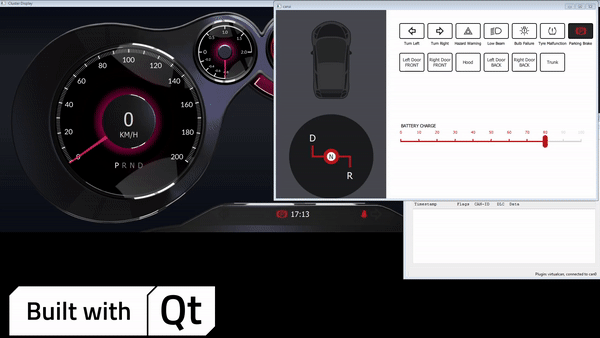 Cluster Display
cansi
100
80
120
60
140
40
160
20
180
0
200
0
KM/H
P R N D
1.0
0.5
1.5
0
2.0
17:13
D
N
R
Turn Left
Turn Right
Hazard Warning
Low Beam
Bulb Failure
Tyre Malfunction
Parking Brake
Left Door FRONT
Right Door FRONT
Hood
Left Door BACK
Right Door BACK
Trunk
BATTERY CHARGE
0 10 20 30 40 50 60 70 80 90 100
Timestamp Flags CAN-ID DLC Data
Plugin: virtualcan, connected to can0
Built with Qt